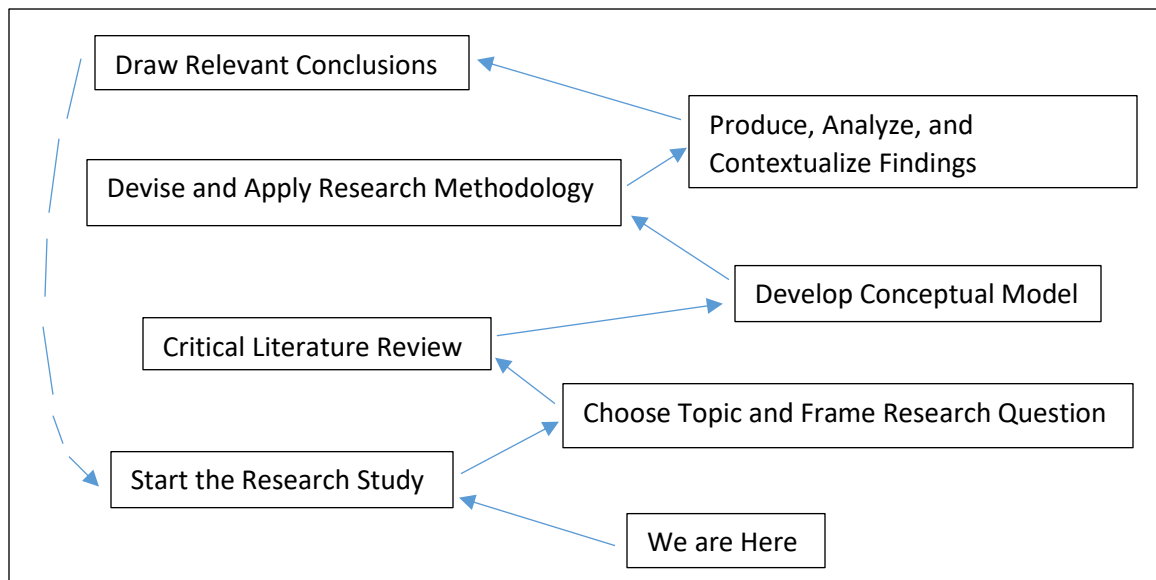 Draw Relevant Conclusions
Produce, Analyze, and
Contextualize Findings
Devise and Apply Research Methodology
Develop Conceptual Model
Critical Literature Review
Choose Topic and Frame Research Question
Start the Research Study
We are Here